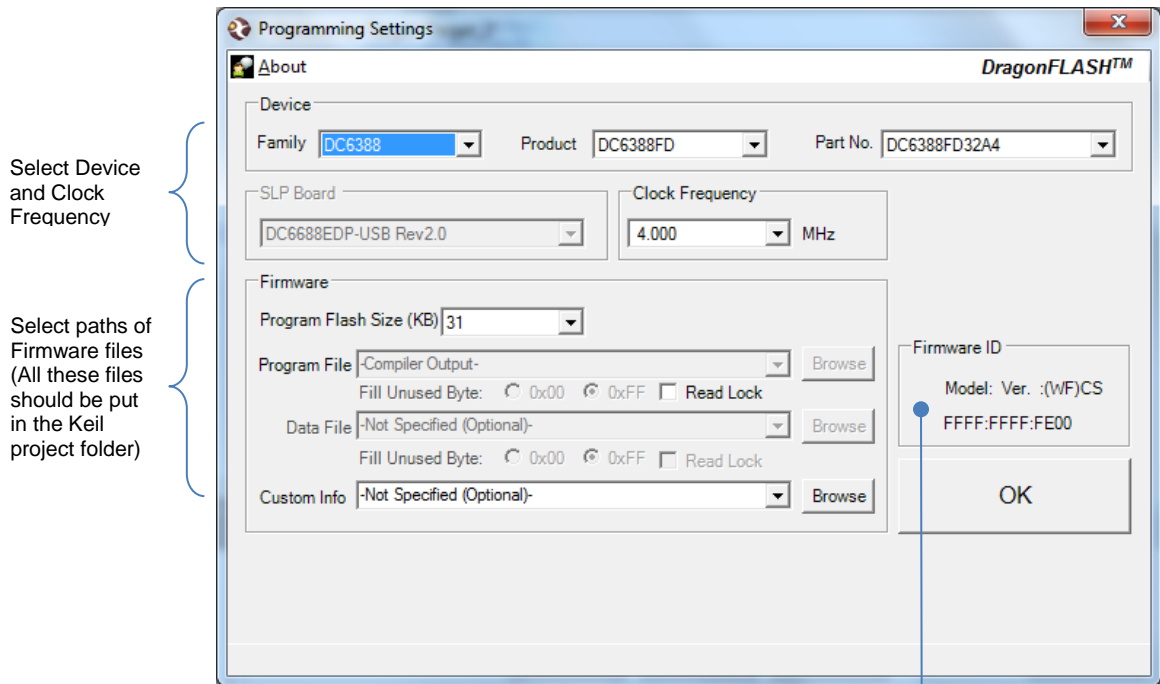 Programming Settings
About
DragonFLASH™
Device
Family DC6388 Product DC6388FD Part No. DC6388FD32A4
Select Device
and Clock
Frequency
SLP Board
DC6688EDP-USB Rev2.0
Clock Frequency
4.000 MHz
Firmware
Program Flash Size (KB) 31
Select paths of
Firmware files
(All these files
should be put
in the Keil
project folder)
Program File -Compiler Output- Browse
Fill Unused Byte: 0x00 0xFF Read Lock
Data File -Not Specified (Optional)- Browse
Fill Unused Byte: 0x00 0xFF Read Lock
Custom Info -Not Specified (Optional)- Browse
Firmware ID
Model: Ver. :(WF)CS
FFFF:FFFF:FE00
OK